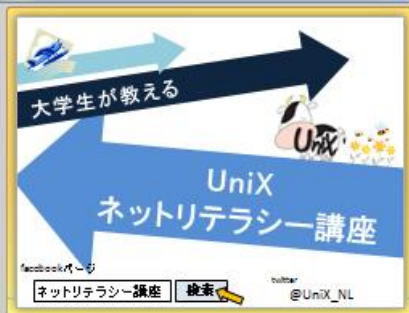 大学生が教える
UniX
UniX
ネットリテラシー講座
facebookページ
ネットリテラシー講座
検索
twitter
@UniX_NL